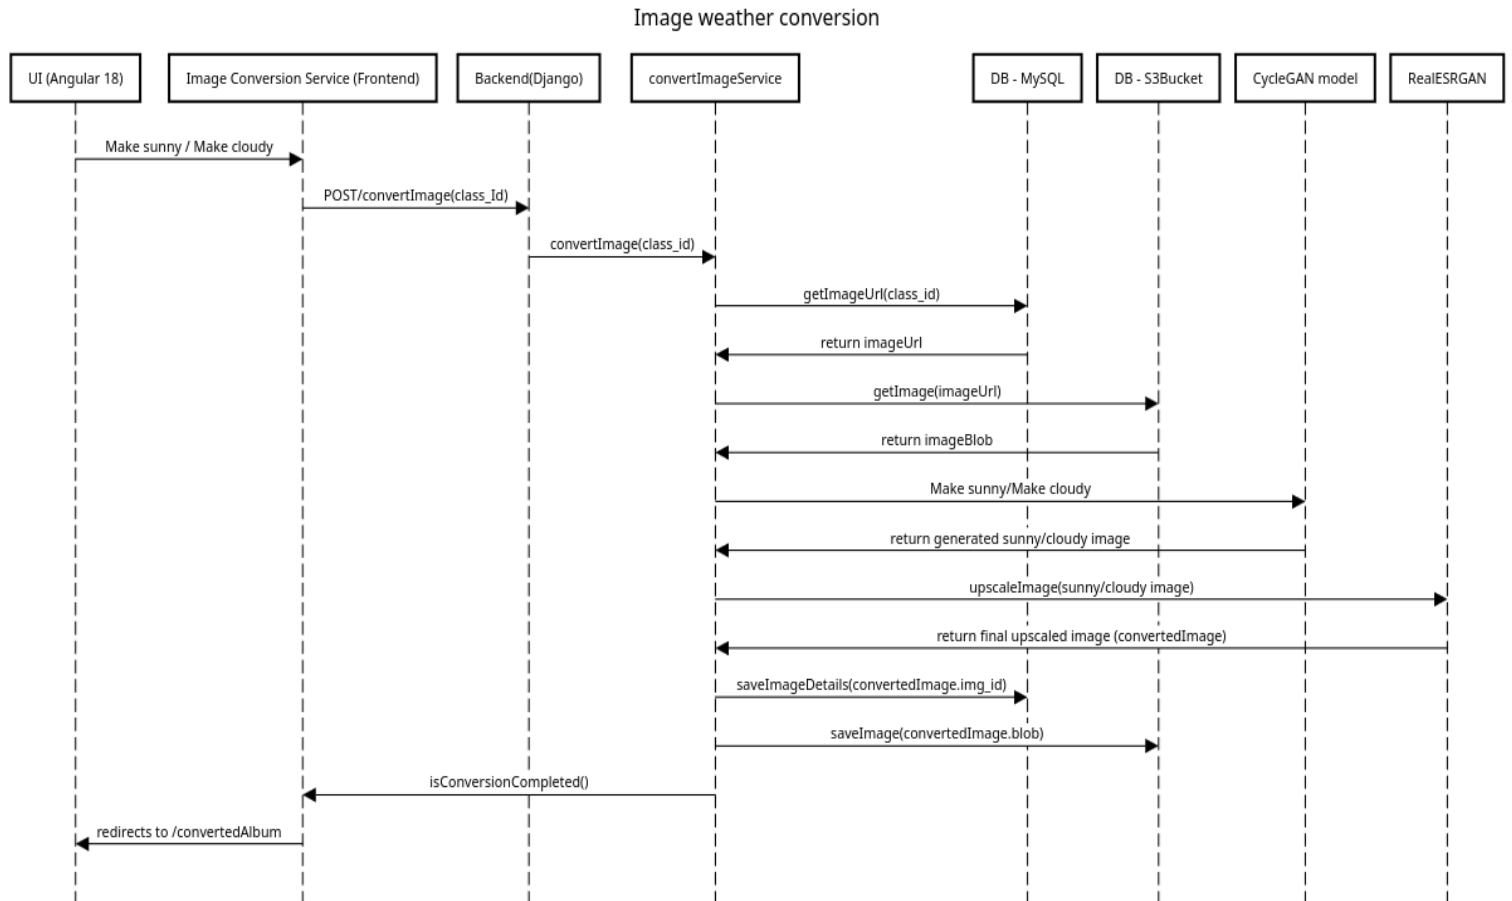 Image weather conversion
UI (Angular 18)
Image Conversion Service (Frontend)
Backend(Django)
convertImageService
DB - MySQL
DB - S3Bucket
CycleGAN model
RealESRGAN
Make sunny / Make cloudy
POST/convertImage(class_Id)
convertImage(class_id)
getImageUrl(class_id)
return imageUrl
getImage(imageUrl)
return imageBlob
Make sunny/Make cloudy
return generated sunny/cloudy image
upscaleImage(sunny/cloudy image)
return final upscaled image (convertedImage)
saveImageDetails(convertedImage.img_id)
saveImage(convertedImage.blob)
isConversionCompleted()
redirects to /convertedAlbum